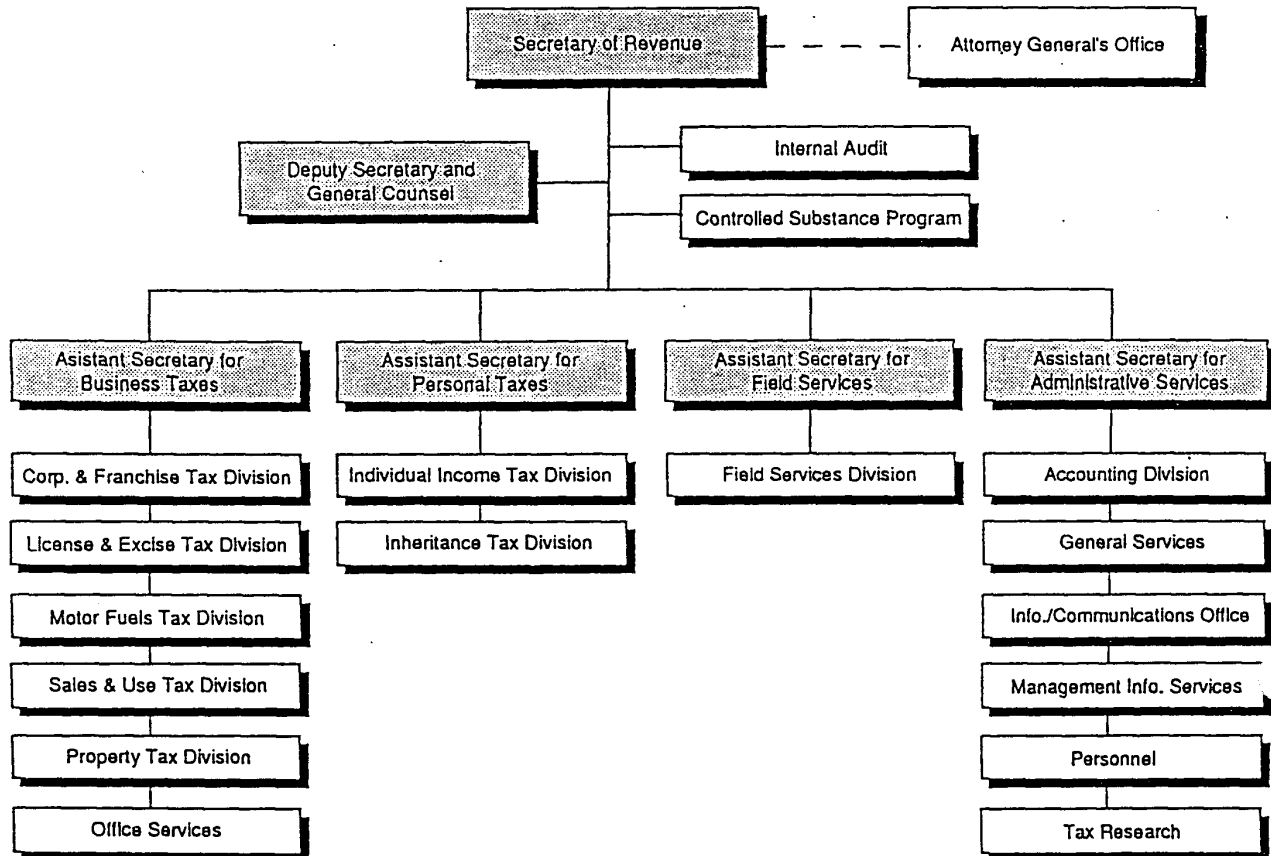 Secretary of Revenue
Attorney General's Office
Internal Audit
Deputy Secretary and
General Counsel
Controlled Substance Program
Asistant Secretary for
Business Taxes
Assistant Secretary for
Personal Taxes
Assistant Secretary for
Field Services
Assistant Secretary for
Administrative Services
Corp. & Franchise Tax Division
License & Excise Tax Division
Motor Fuels Tax Division
Sales & Use Tax Division
Property Tax Division
Office Services
Individual Income Tax Division
Inheritance Tax Division
Field Services Division
Accounting Division
General Services
Info./Communications Office
Management Info. Services
Personnel
Tax Research